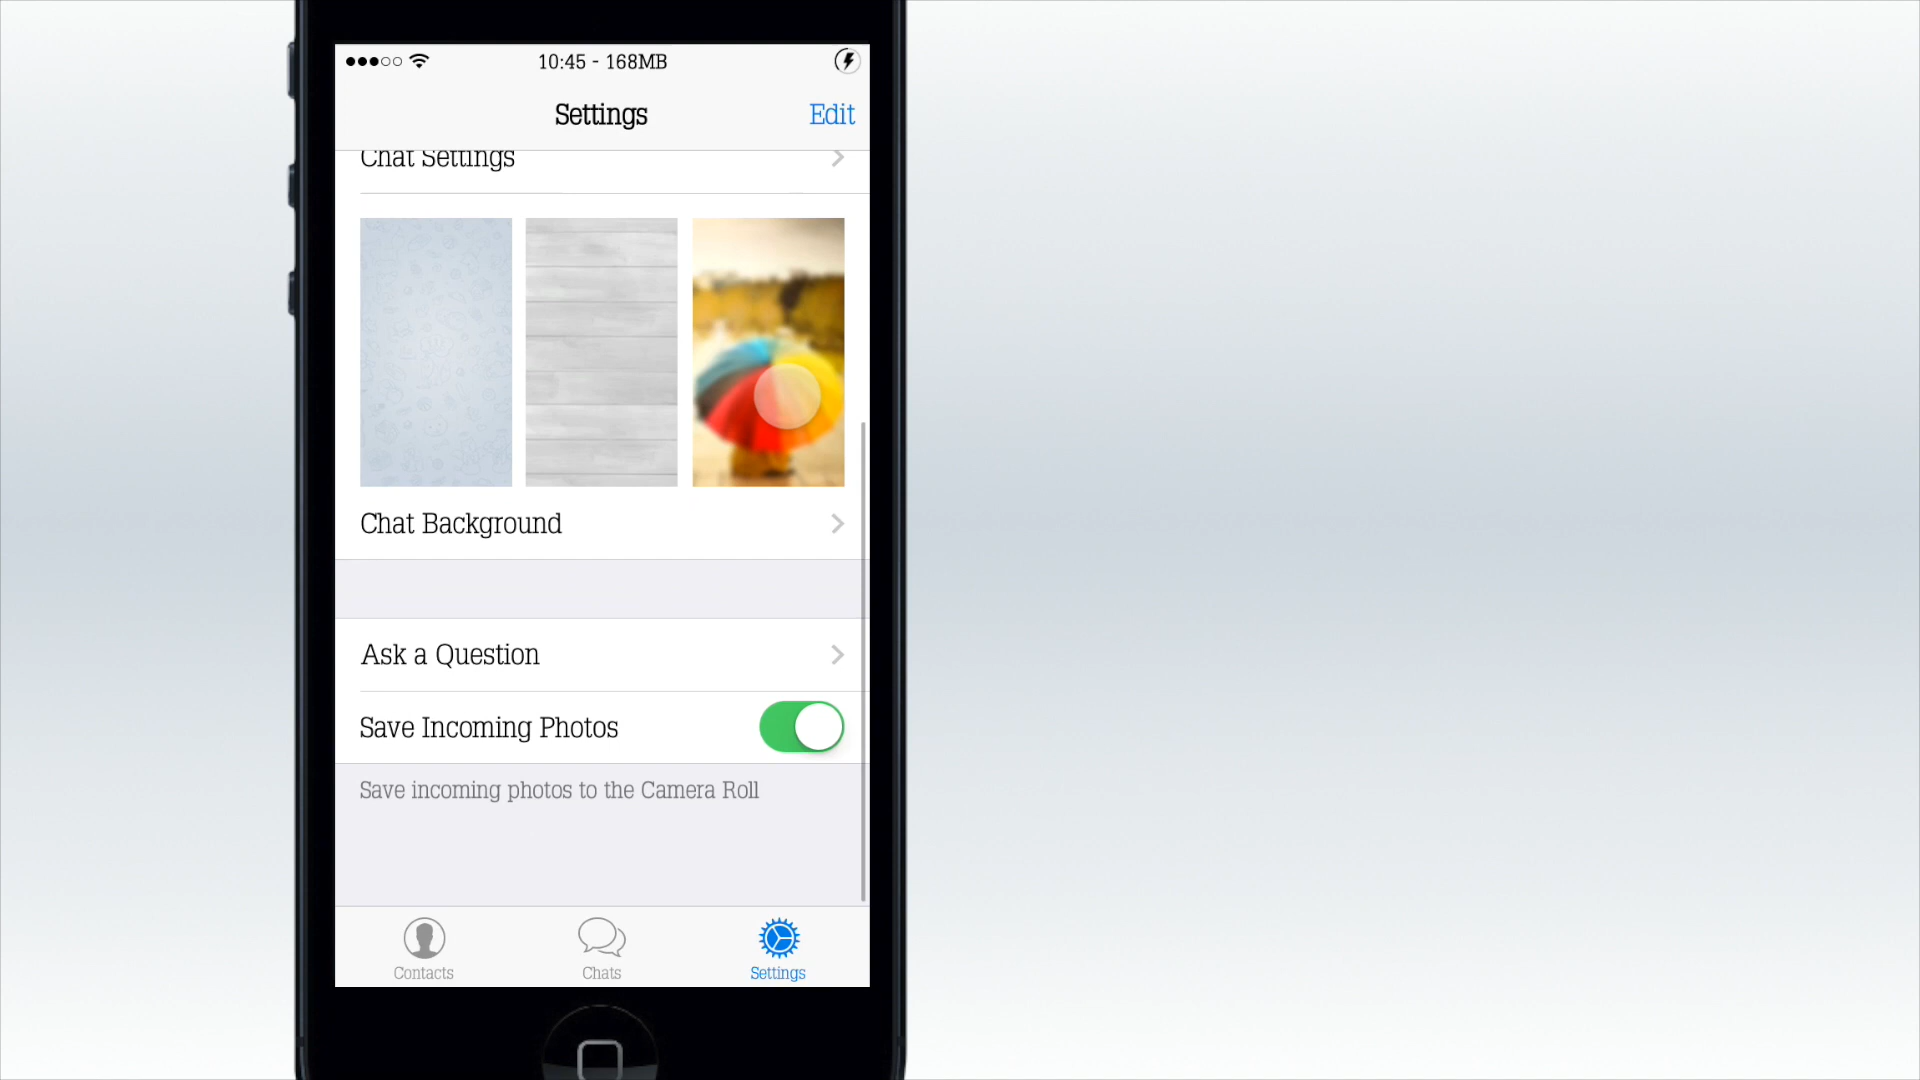 10:45 - 168MB
Settings
Edit
Chat Settings
Chat Background
Ask a Question
Save Incoming Photos
Save incoming photos to the Camera Roll
Contacts
Chats
Settings